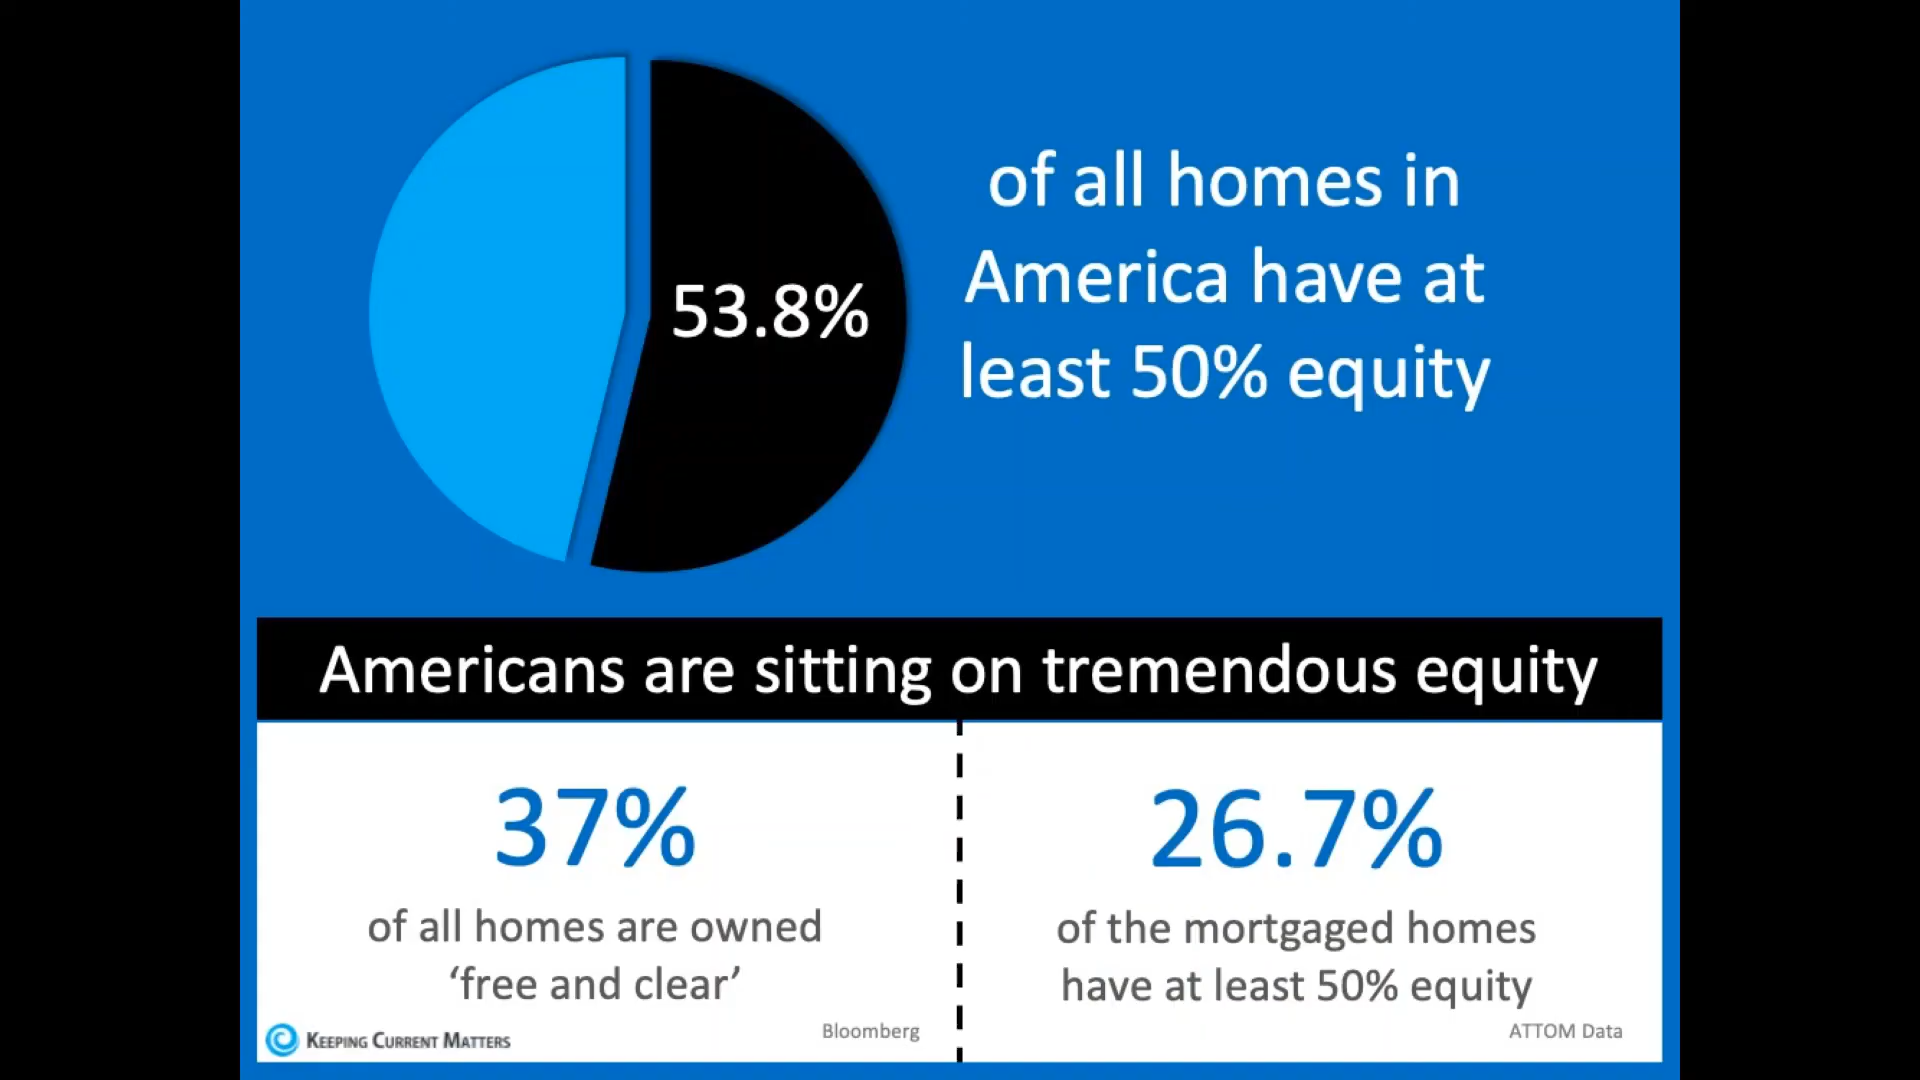 53.8%
of all homes in
America have at
least 50% equity
Americans are sitting on tremendous equity
37%
of all homes are owned
‘free and clear’
Bloomberg
KEEPING CURRENT MATTERS
26.7%
of the mortgaged homes
have at least 50% equity
ATTOM Data